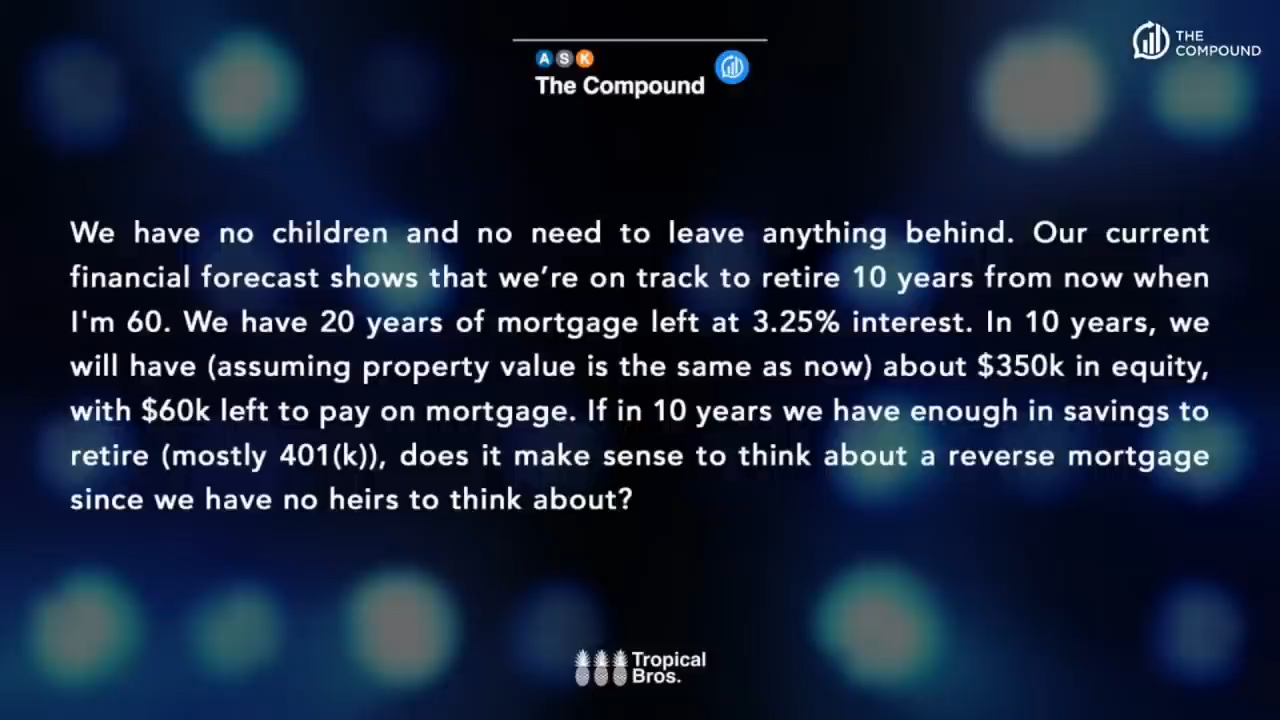 ASK
The Compound
THE
COMPOUND
We have no children and no need to leave anything behind. Our current
financial forecast shows that we’re on track to retire 10 years from now when
I'm 60. We have 20 years of mortgage left at 3.25% interest. In 10 years, we
will have (assuming property value is the same as now) about $350k in equity,
with $60k left to pay on mortgage. If in 10 years we have enough in savings to
retire (mostly 401(k)), does it make sense to think about a reverse mortgage
since we have no heirs to think about?
Tropical
Bros.